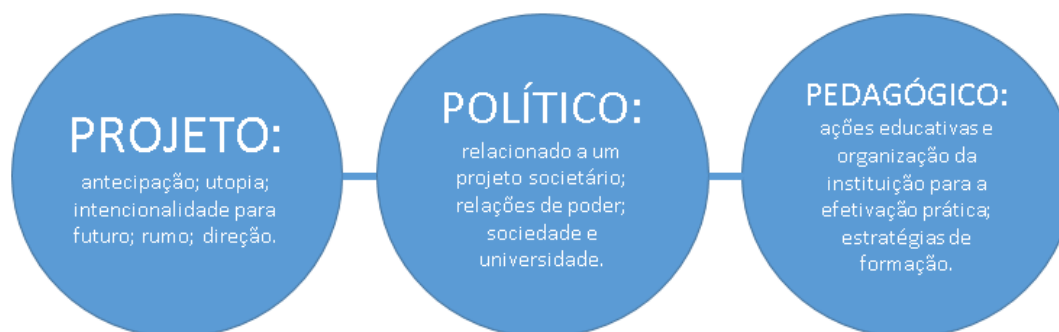 PROJETO:
antecipação; utopia;
intencionalidade para
futuro; rumo; direção.
POLÍTICO:
relacionado a um
projeto societário;
relações de poder;
sociedade e
universidade.
PEDAGÓGICO:
ações educativas e
organização da
instituição para a
efetivação prática;
estratégias de
formação.